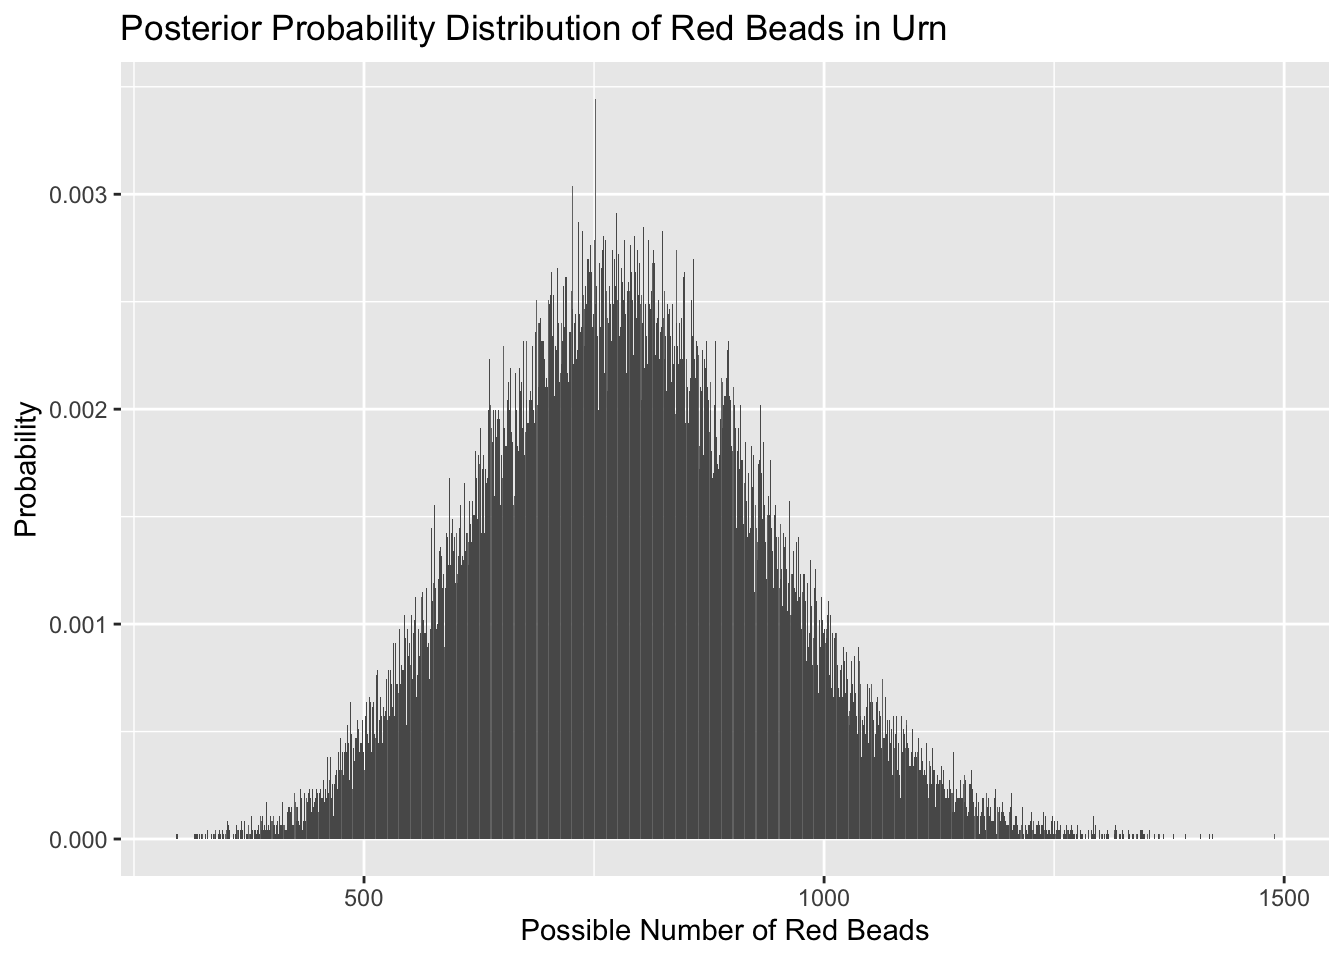 Posterior Probability Distribution of Red Beads in Urn
Probability
0.003
0.002
0.001
0.000
500 1000 1500
Possible Number of Red Beads